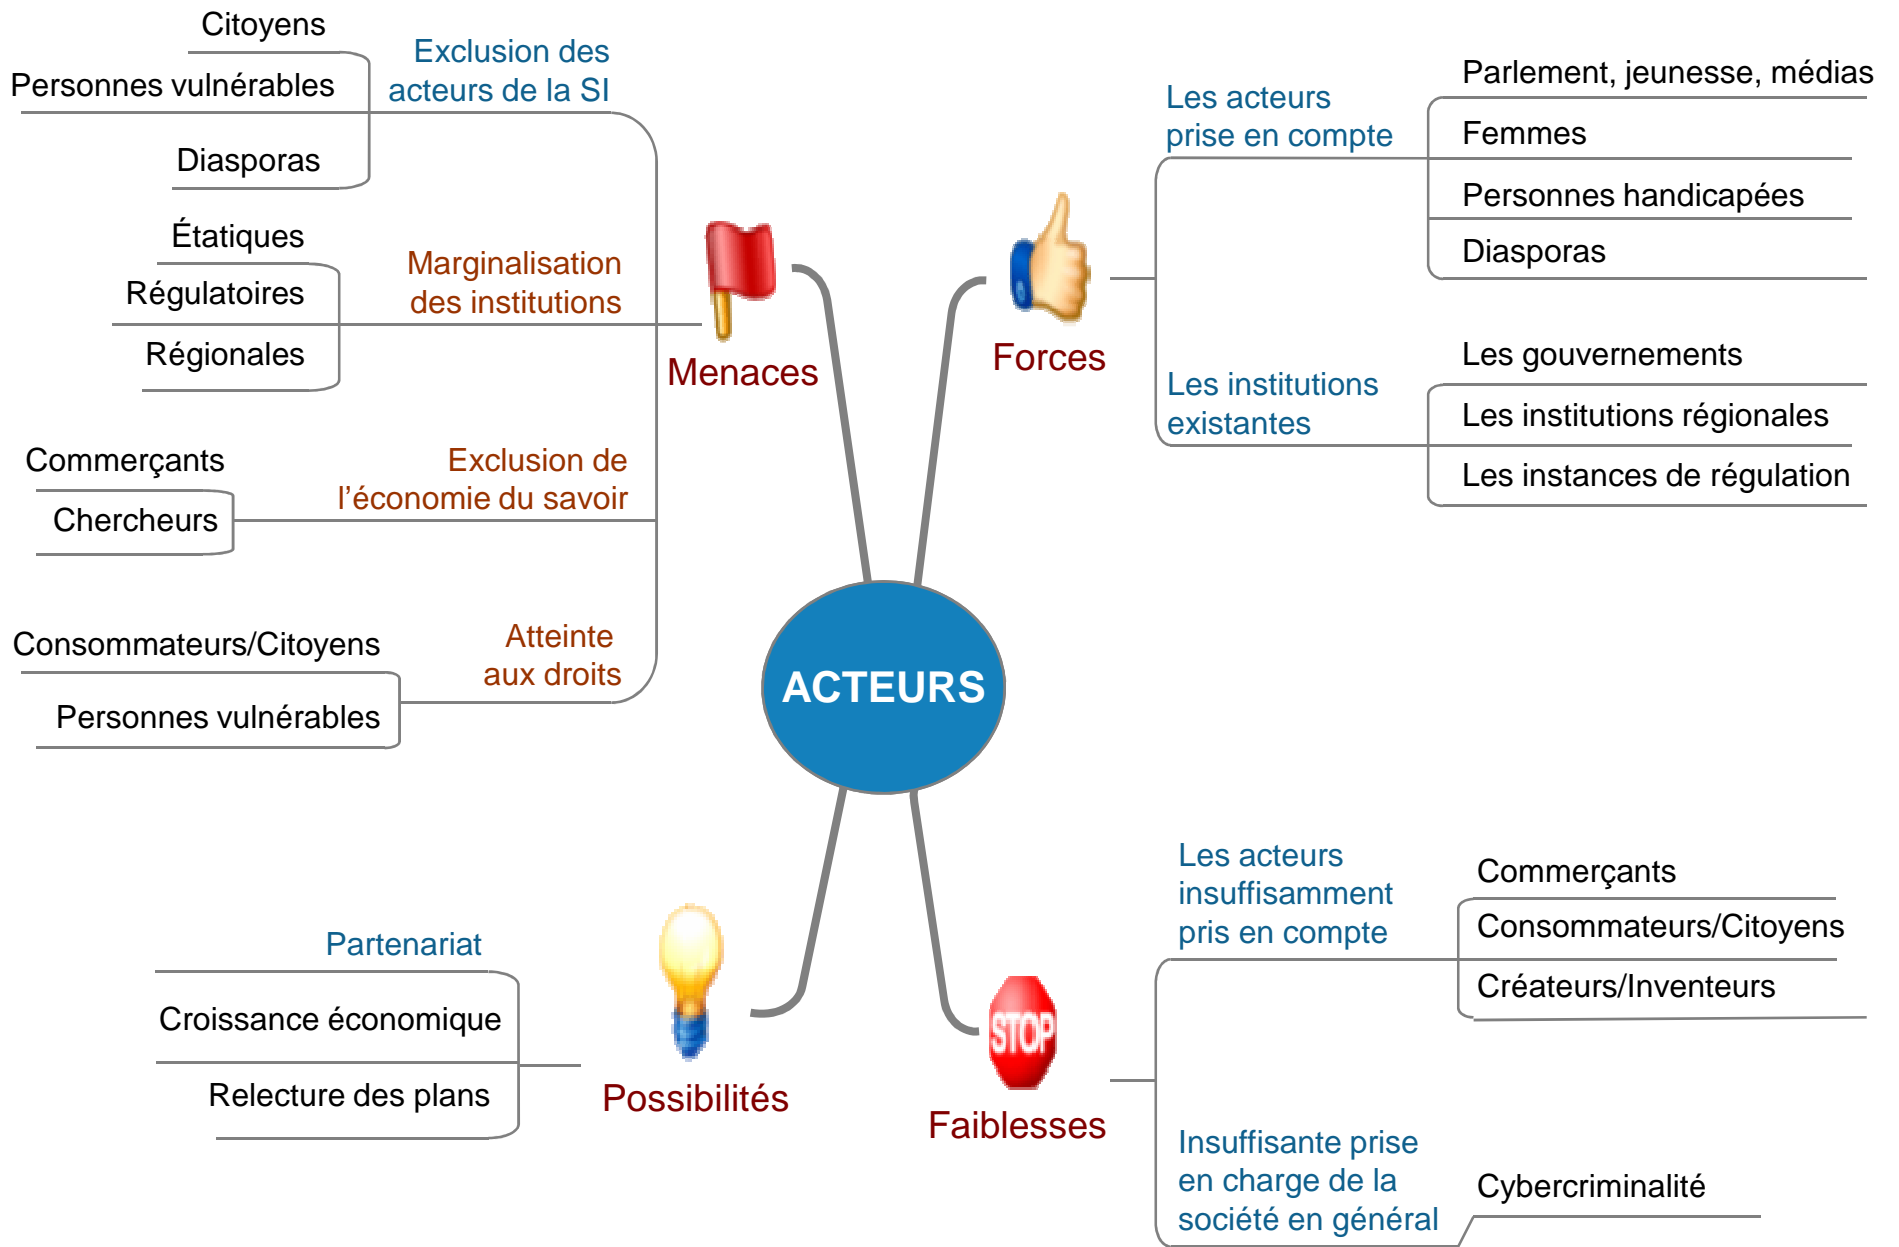 Citoyens
Personnes vulnérables
Diasporas
Exclusion des
acteurs de la SI
Étatiques
Régulatoires
Régionales
Marginalisation
des institutions
Commerçants
Chercheurs
Exclusion de
l’économie du savoir
Consommateurs/Citoyens
Personnes vulnérables
Atteinte
aux droits
Menaces
Forces
Les acteurs
prise en compte
Parlement, jeunesse, médias
Femmes
Personnes handicapées
Diasporas
Les institutions
existantes
Les gouvernements
Les institutions régionales
Les instances de régulation
ACTEURS
Partenariat
Croissance économique
Relecture des plans
Possibilités
STOP
Faiblesses
Les acteurs
insuffisamment
pris en compte
Commerçants
Consommateurs/Citoyens
Créateurs/Inventeurs
Insuffisante prise
en charge de la
société en général
Cybercriminalité